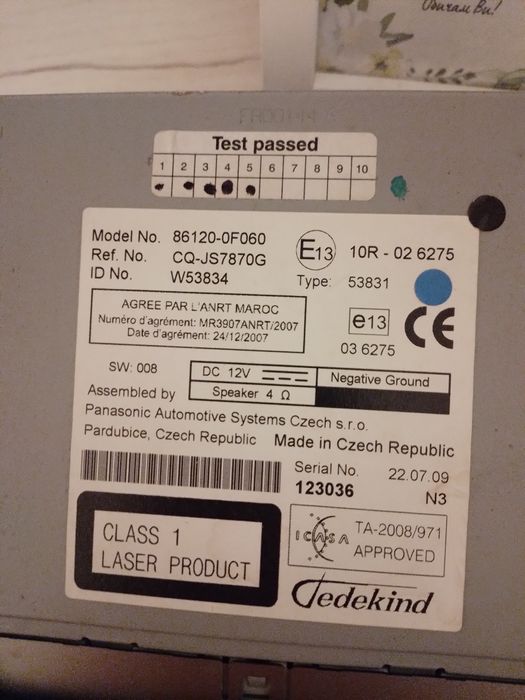 Обичам Ви!
Test passed
1 2 3 4 5 6 7 8 9 10
Model No. 86120-0F060
Ref. No. CQ-JS7870G
ID No. W53834
E13 10R - 02 6275
Type: 53831
AGREE PAR L'ANRT MAROC
Numéro d'agrément: MR3907ANRT/2007
Date d'agrément: 24/12/2007
e13
CE
03 6275
SW: 008
DC 12V
Negative Ground
Speaker 4 Ω
Assembled by
Panasonic Automotive Systems Czech s.r.o.
Pardubice, Czech Republic Made in Czech Republic
Serial No. 22.07.09
123036 N3
CLASS 1
LASER PRODUCT
ICASA TA-2008/971
APPROVED
Tedekind